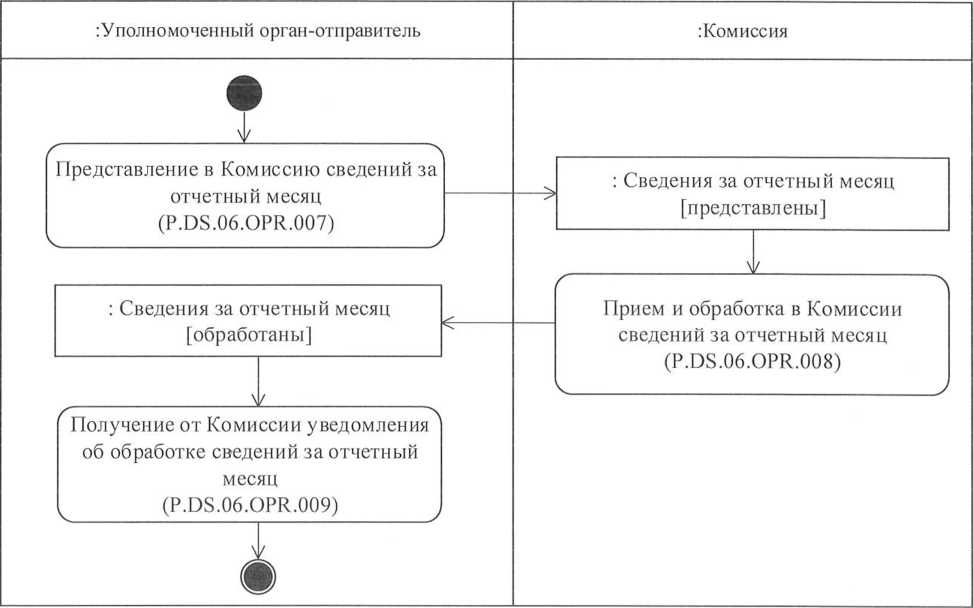 :Уполномоченный орган-отправитель
:Комиссия
Представление в Комиссию сведений за
отчетный месяц
(P.DS.06.OPR.007)
: Сведения за отчетный месяц
[представлены]
: Сведения за отчетный месяц
[обработаны]
Прием и обработка в Комиссии
сведений за отчетный месяц
(P.DS.06.OPR.008)
Получение от Комиссии уведомления
об обработке сведений за отчетный
месяц
(P.DS.06.OPR.009)